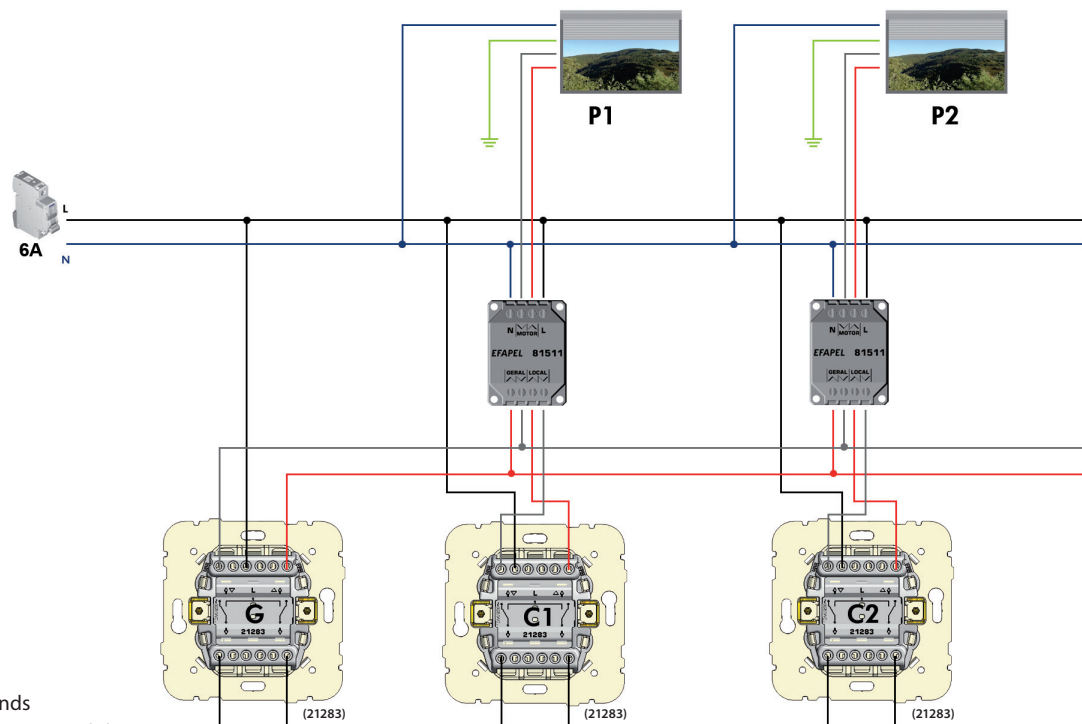 P1
P2
L
6A
N
N MOTOR L
EFAPEL 81511
GERAL LOCAL
N MOTOR L
EFAPEL 81511
GERAL LOCAL
L
G
21283
L
C1
21283
L
C2
21283
nds
(21283)
(21283)
(21283)